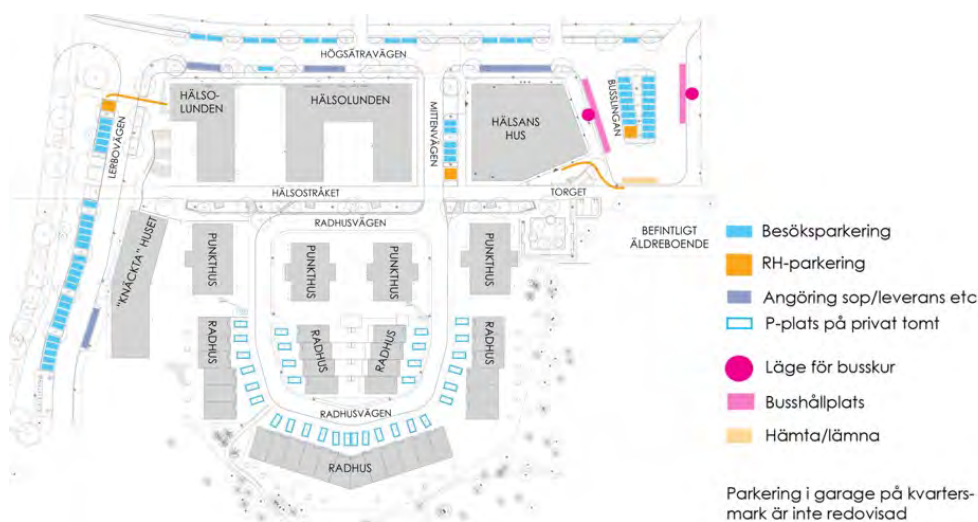 HÖGSÄTRAVÄGEN
HÄLSO-
LUNDEN
HÄLSOLUNDEN
MITTENVÄGEN
HÄLSANS
HUS
BUSSLINGAN
LERBOVÄGEN
HÄLSOSTRÅKET
TORGET
RADHUSVÄGEN
BEFINTLIGT
ÄLDREBOENDE
"KNÄCKTA" HUSET
PUNKTHUS
PUNKTHUS
PUNKTHUS
PUNKTHUS
RADHUS
RADHUS
RADHUS
RADHUS
RADHUSVÄGEN
RADHUS
Besöksparkering
RH-parkering
Angöring sop/leverans etc
P-plats på privat tomt
Läge för busskur
Busshållplats
Hämta/lämna
Parkering i garage på kvarters-
mark är inte redovisad